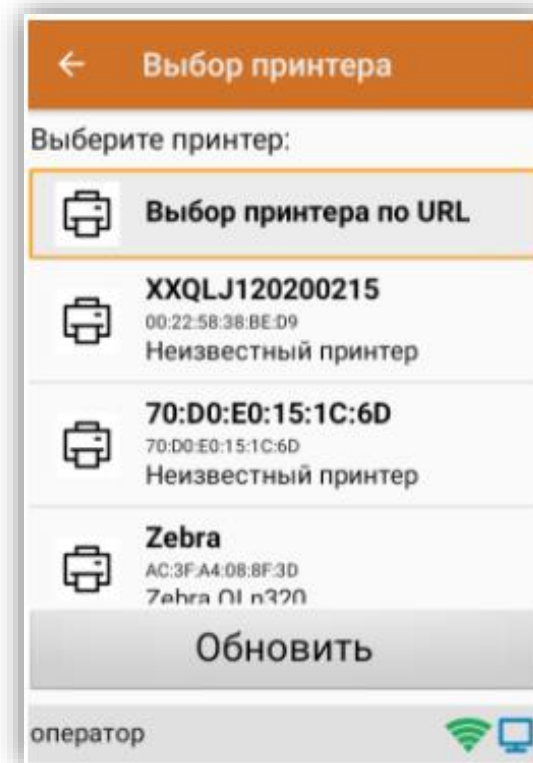 Выбор принтера
Выберите принтер:
Выбор принтера по URL
XXQLJ120200215
00:22:58:38:BE:D9
Неизвестный принтер
70:D0:E0:15:1C:6D
70:D0:E0:15:1C:6D
Неизвестный принтер
Zebra
AC:3F:A4:08:8F:3D
Zebra QLn320
Обновить
оператор